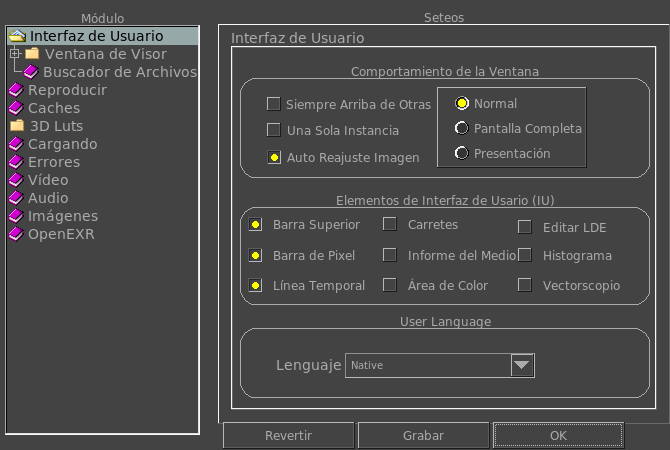 Módulo
Interfaz de Usuario
Ventana de Visor
Buscador de Archivos
Reproducir
Caches
3D Luts
Cargando
Errores
Vídeo
Audio
Imágenes
OpenEXR
Seteos
Interfaz de Usuario
Comportamiento de la Ventana
Siempre Arriba de Otras
Una Sola Instancia
Auto Reajuste Imagen
Normal
Pantalla Completa
Presentación
Elementos de Interfaz de Usario (IU)
Barra Superior Carretes Editar LDE
Barra de Pixel Informe del Medio Histograma
Línea Temporal Área de Color Vectorscopio
User Language
Lenguaje Native
Revertir Grabar OK